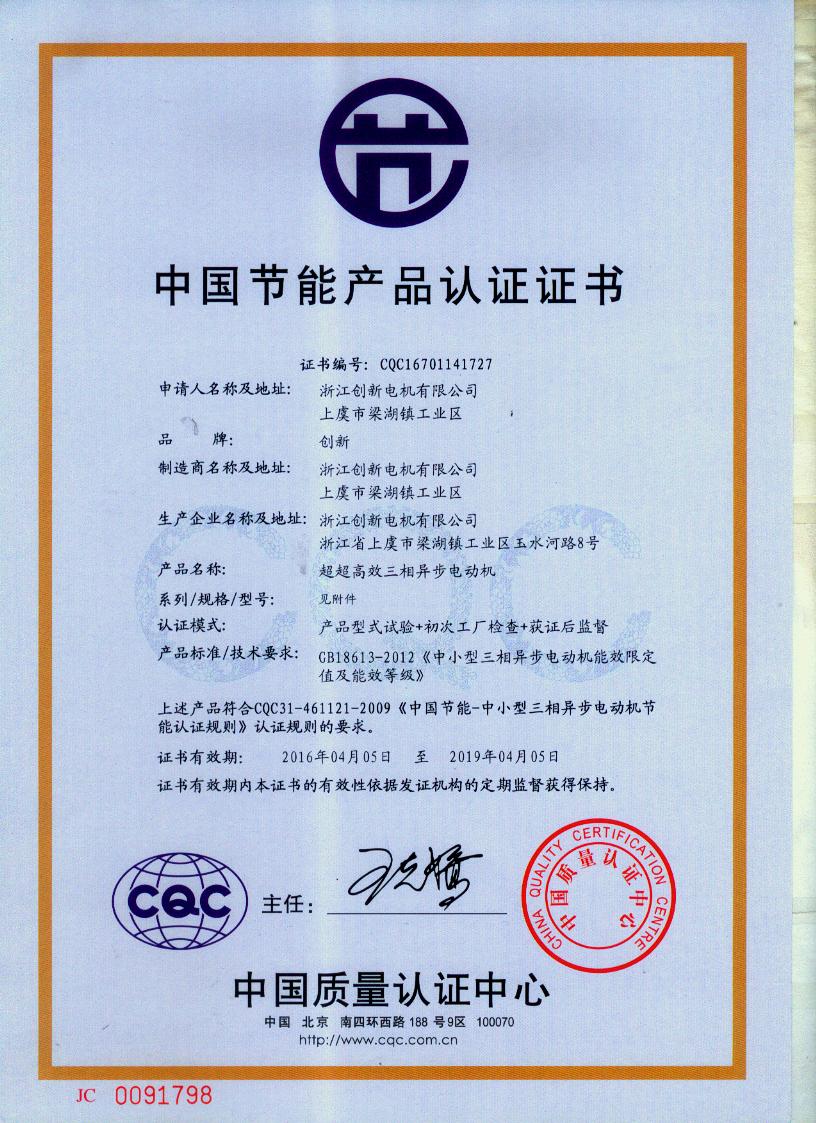 中国节能产品认证证书
证书编号: CQC16701141727
申请人名称及地址: 浙江创新电机有限公司
上虞市梁湖镇工业区
品 牌: 创新
制造商名称及地址: 浙江创新电机有限公司
上虞市梁湖镇工业区
生产企业名称及地址: 浙江创新电机有限公司
浙江省上虞市梁湖镇工业区玉水河路8号
产品名称: 超超高效三相异步电动机
系列/规格/型号: 见附件
认证模式: 产品型式试验+初次工厂检查+获证后监督
产品标准/技术要求: GB18613-2012《中小型三相异步电动机能效限定
值及能效等级》
上述产品符合CQC31-461121-2009《中国节能-中小型三相异步电动机节
能认证规则》认证规则的要求。
证书有效期: 2016年04月05日 至 2019年04月05日
证书有效期内本证书的有效性依据发证机构的定期监督获得保持。
CQC
主任:
CHINA QUALITY CERTIFICATION CENTRE
中国质量认证中心
中国质量认证中心
中国 北京 南四环西路 188 号9区 100070
http://www.cqc.com.cn
JC 0091798